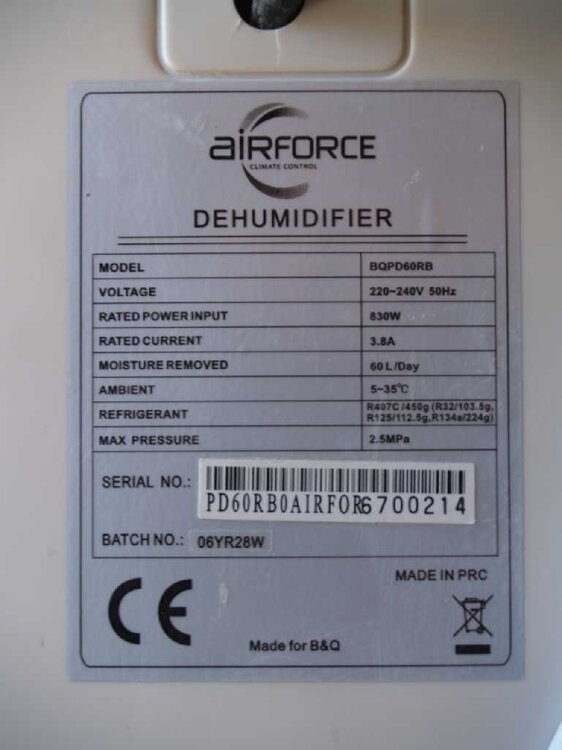 aiRFORCE
CLIMATE CONTROL
DEHUMIDIFIER
MODEL BQPD60RB
VOLTAGE 220~240V 50Hz
RATED POWER INPUT 830W
RATED CURRENT 3.8A
MOISTURE REMOVED 60L/Day
AMBIENT 5~35℃
REFRIGERANT R407C/450g (R32/103.5g,
R125/112.5g,R134a/224g)
MAX PRESSURE 2.5MPa
SERIAL NO.: PD60RB0AIRFOR6700214
BATCH NO.: 06YR28W
MADE IN PRC
CE
Made for B&Q